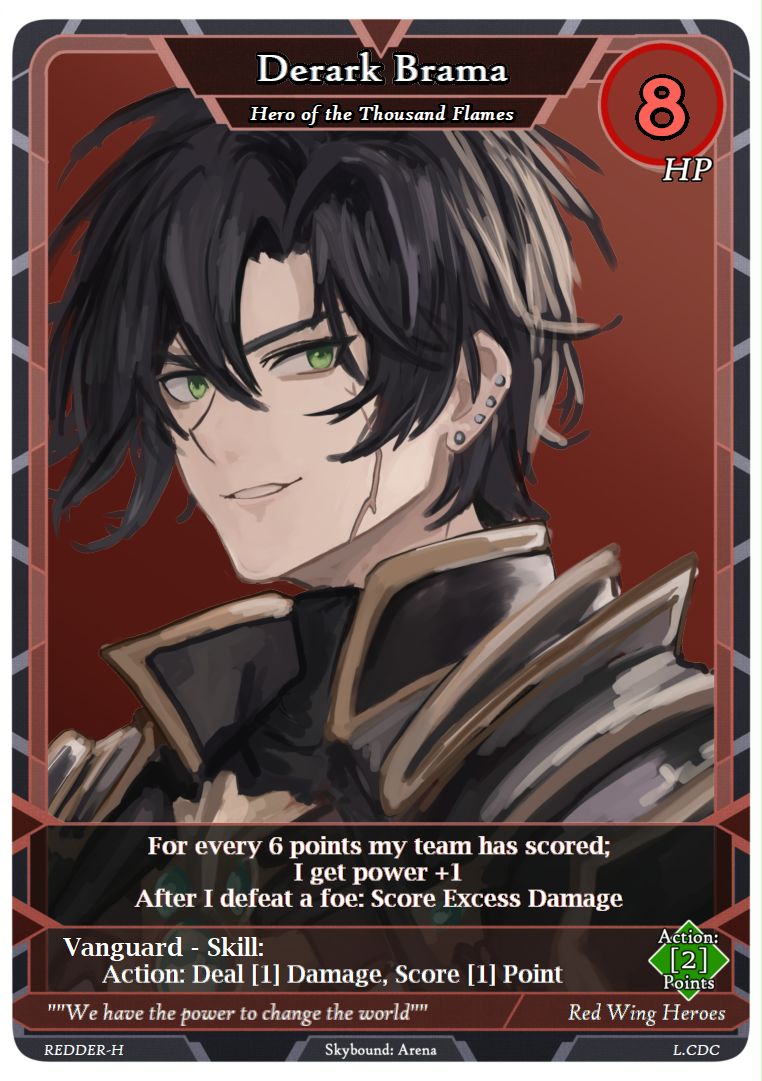 Derark Brama
Hero of the Thousand Flames
8
HP
For every 6 points my team has scored;
I get power +1
After I defeat a foe: Score Excess Damage
Vanguard - Skill:
Action: Deal [1] Damage, Score [1] Point
Action:
[2]
Points
""We have the power to change the world""
Red Wing Heroes
REDDER-H
Skybound: Arena
L.CDC